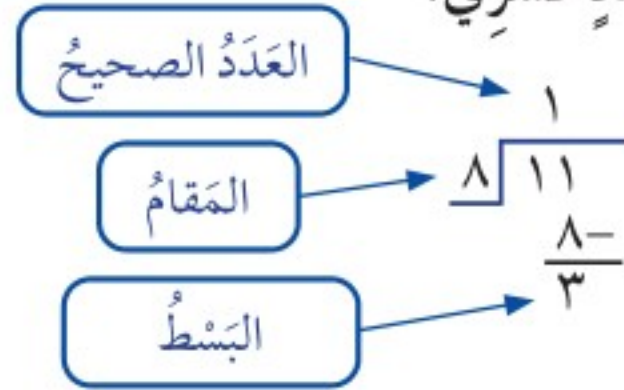 العَدَدُ الصحيحُ
١
المَقامُ
٨ ١١
٨−
البَسْطُ
٣